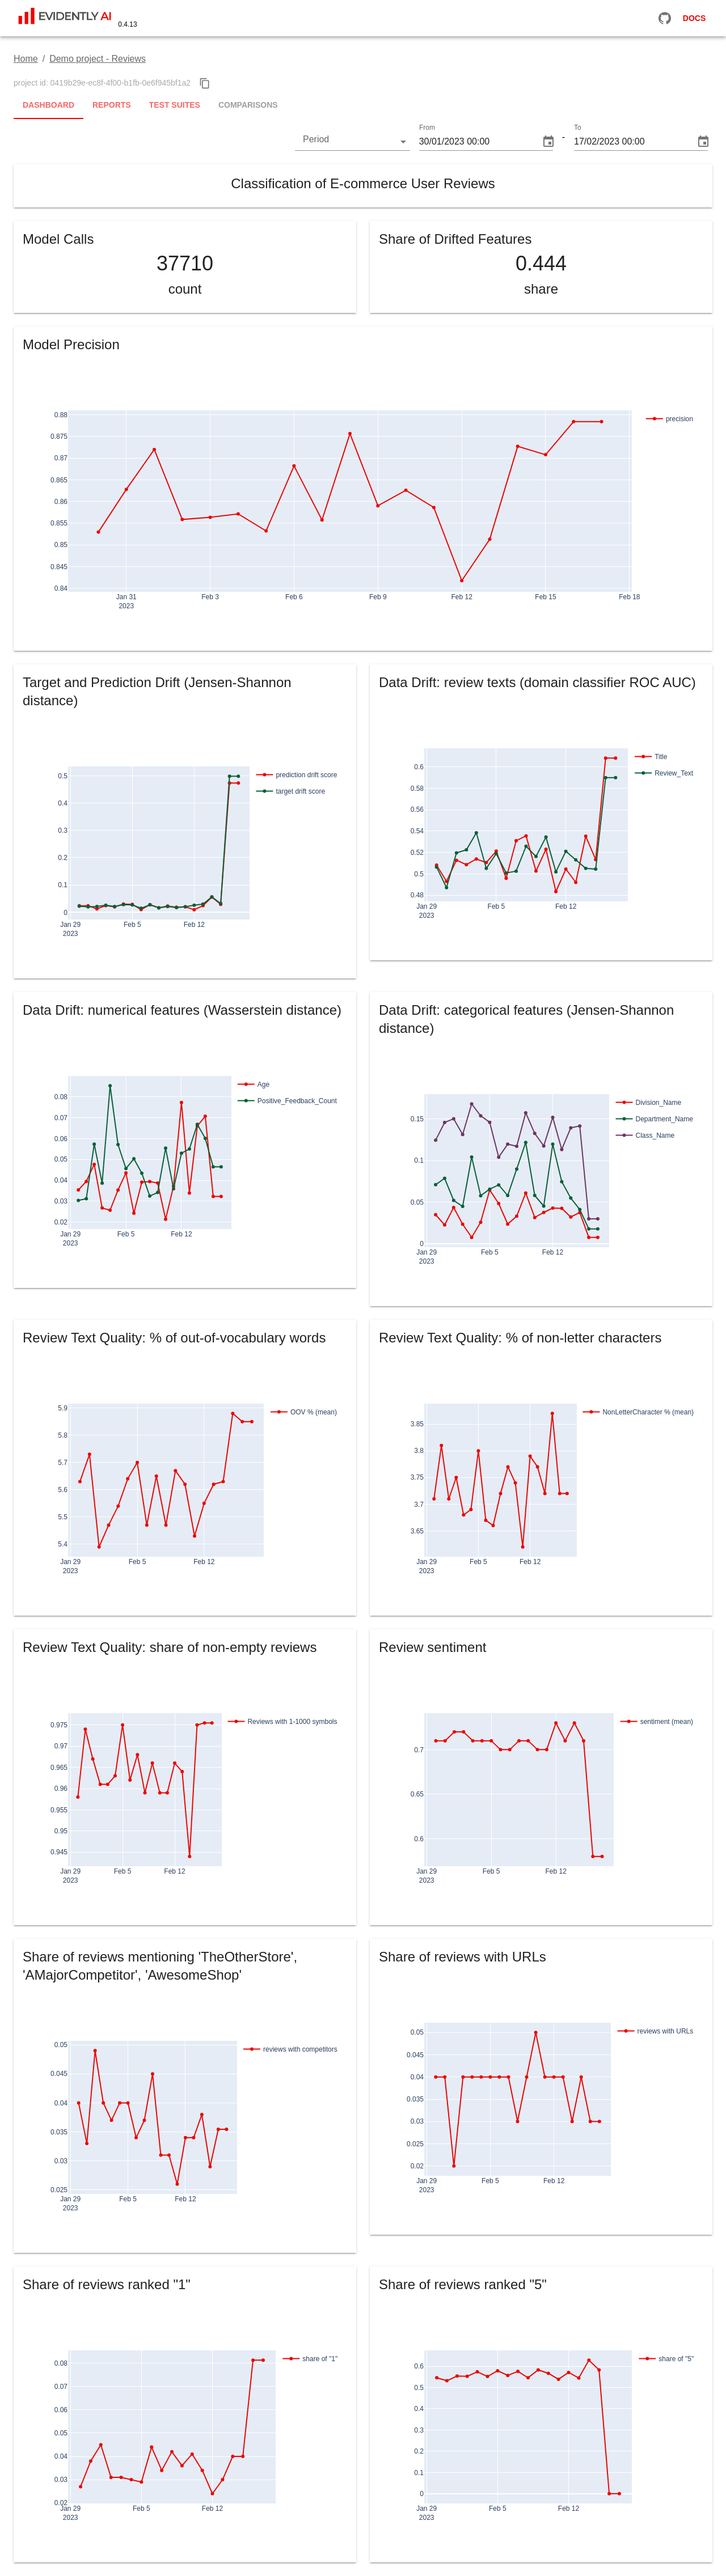 EVIDENTLY AI 0.4.13 DOCS
Home / Demo project - Reviews
project id: 0419b29e-ec8f-4f00-b1fb-0e6f945bf1a2
DASHBOARD REPORTS TEST SUITES COMPARISONS
Period From 30/01/2023 00:00 - To 17/02/2023 00:00
Classification of E-commerce User Reviews
Model Calls
37710
count
Share of Drifted Features
0.444
share
Model Precision
0.88
0.875
0.87
0.865
0.86
0.855
0.85
0.845
0.84
Jan 31 Feb 3 Feb 6 Feb 9 Feb 12 Feb 15 Feb 18
2023
precision
Target and Prediction Drift (Jensen-Shannon
distance)
0.5
0.4
0.3
0.2
0.1
0
Jan 29 Feb 5 Feb 12
2023
prediction drift score
target drift score
Data Drift: review texts (domain classifier ROC AUC)
0.6
0.58
0.56
0.54
0.52
0.5
0.48
Jan 29 Feb 5 Feb 12
2023
Title
Review_Text
Data Drift: numerical features (Wasserstein distance)
0.08
0.07
0.06
0.05
0.04
0.03
0.02
Jan 29 Feb 5 Feb 12
2023
Age
Positive_Feedback_Count
Data Drift: categorical features (Jensen-Shannon
distance)
0.15
0.1
0.05
0
Jan 29 Feb 5 Feb 12
2023
Division_Name
Department_Name
Class_Name
Review Text Quality: % of out-of-vocabulary words
5.9
5.8
5.7
5.6
5.5
5.4
Jan 29 Feb 5 Feb 12
2023
OOV % (mean)
Review Text Quality: % of non-letter characters
3.85
3.8
3.75
3.7
3.65
Jan 29 Feb 5 Feb 12
2023
NonLetterCharacter % (mean)
Review Text Quality: share of non-empty reviews
0.975
0.97
0.965
0.96
0.955
0.95
0.945
Jan 29 Feb 5 Feb 12
2023
Reviews with 1-1000 symbols
Review sentiment
0.7
0.65
0.6
Jan 29 Feb 5 Feb 12
2023
sentiment (mean)
Share of reviews mentioning 'TheOtherStore',
'AMajorCompetitor', 'AwesomeShop'
0.05
0.045
0.04
0.035
0.03
0.025
Jan 29 Feb 5 Feb 12
2023
reviews with competitors
Share of reviews with URLs
0.05
0.045
0.04
0.035
0.03
0.025
0.02
Jan 29 Feb 5 Feb 12
2023
reviews with URLs
Share of reviews ranked "1"
0.08
0.07
0.06
0.05
0.04
0.03
0.02
Jan 29 Feb 5 Feb 12
2023
share of "1"
Share of reviews ranked "5"
0.6
0.5
0.4
0.3
0.2
0.1
0
Jan 29 Feb 5 Feb 12
2023
share of "5"